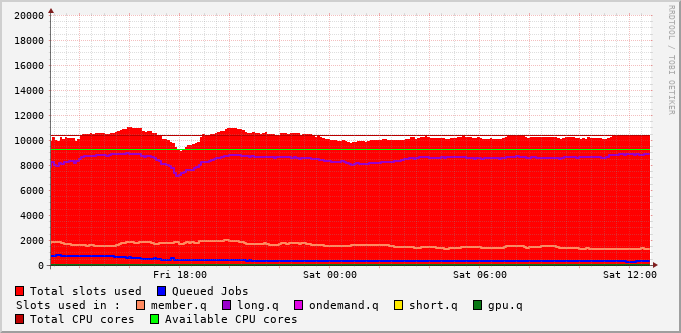 RRDTOOL / TOBI OETIKER
20000
18000
16000
14000
12000
10000
8000
6000
4000
2000
0
Fri 18:00 Sat 00:00 Sat 06:00 Sat 12:00
Total slots used Queued Jobs
Slots used in : member.q long.q ondemand.q short.q gpu.q
Total CPU cores Available CPU cores